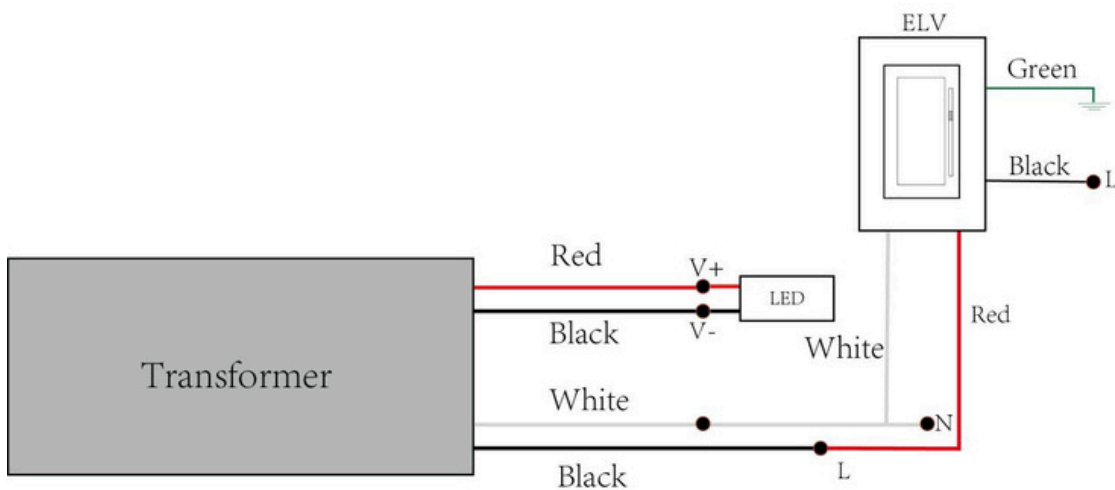 ELV
Green
Black
L
Red
V+
LED
Black
V-
Red
White
Transformer
White
N
Black
L